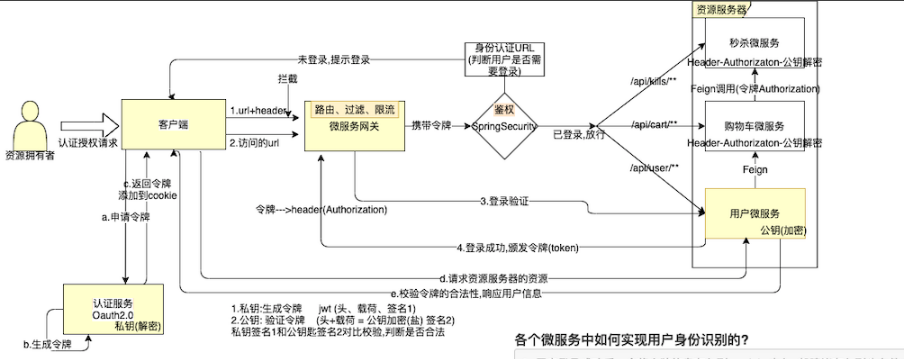 资源服务器
身份认证URL
(判断用户是否需
要登录)
未登录,提示登录
秒杀微服务
Header-Authorizaton-公钥解密
拦截
/api/kills/**
Feign调用(令牌Authorization)
1.url+header
路由、过滤、限流
微服务网关
鉴权
SpringSecurity
携带令牌
客户端
认证授权请求
资源拥有者
2.访问的url
已登录,放行
/api/cart/**
购物车微服务
Header-Authorizaton-公钥解密
/api/user/**
Feign
c.返回令牌
添加到cookie
a.申请令牌
令牌--->header(Authorization)
3.登录验证
用户微服务
公钥(加密)
4.登录成功,颁发令牌(token)
d.请求资源服务器的资源
e.校验令牌的合法性,响应用户信息
认证服务
Oauth2.0
私钥(解密)
b.生成令牌
1.私钥:生成令牌 jwt (头、载荷、签名1)
2.公钥: 验证令牌 (头+载荷 = 公钥加密(盐) 签名2)
私钥签名1和公钥匙签名2对比校验,判断是否合法
各个微服务中如何实现用户身份识别的?